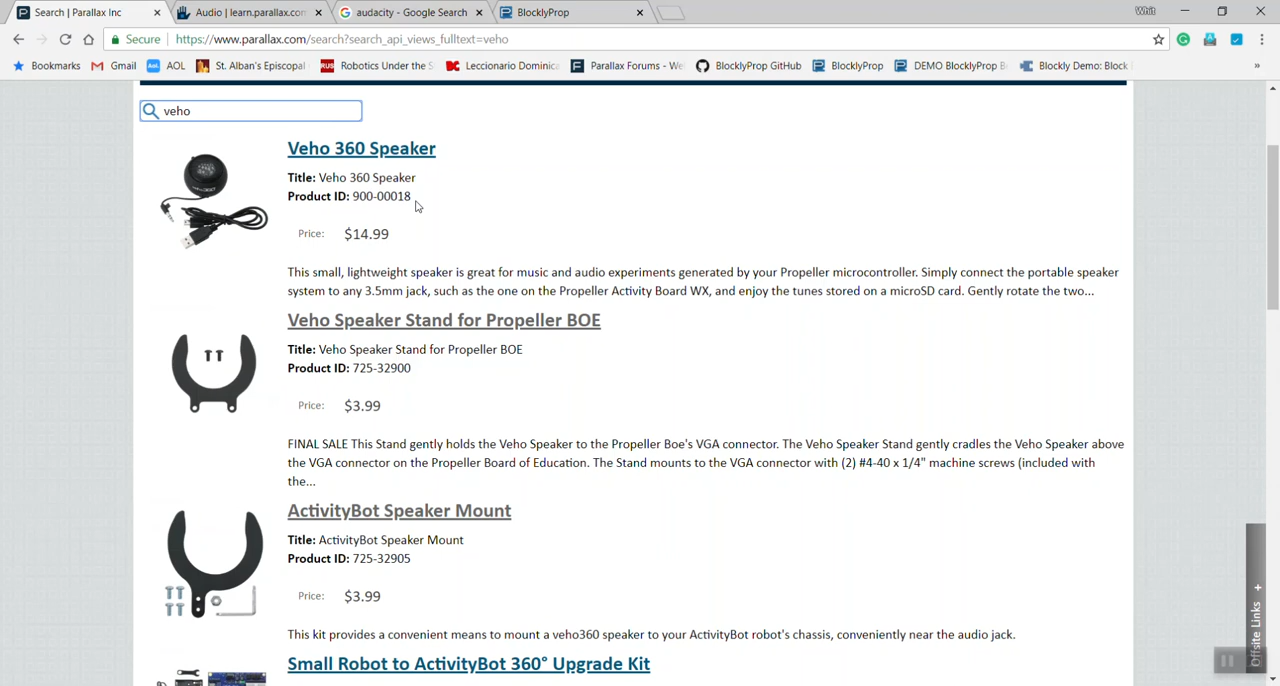 Search | Parallax Inc
Audio | learn.parallax.com
audacity - Google Search
BlocklyProp
Whit
Secure
https://www.parallax.com/search?search_api_views_fulltext=veho
Bookmarks
Gmail
AOL
St. Alban's Episcopal
Robotics Under the S
Leccionario Dominica
Parallax Forums - We
BlocklyProp GitHub
BlocklyProp
DEMO BlocklyProp B
Blockly Demo: Block
»
veho
Veho 360 Speaker
Title: Veho 360 Speaker
Product ID: 900-00018
Price: $14.99
This small, lightweight speaker is great for music and audio experiments generated by your Propeller microcontroller. Simply connect the portable speaker
system to any 3.5mm jack, such as the one on the Propeller Activity Board WX, and enjoy the tunes stored on a microSD card. Gently rotate the two...
Veho Speaker Stand for Propeller BOE
Title: Veho Speaker Stand for Propeller BOE
Product ID: 725-32900
Price: $3.99
FINAL SALE This Stand gently holds the Veho Speaker to the Propeller Boe's VGA connector. The Veho Speaker Stand gently cradles the Veho Speaker above
the VGA connector on the Propeller Board of Education. The Stand mounts to the VGA connector with (2) #4-40 x 1/4" machine screws (included with
the...
ActivityBot Speaker Mount
Title: ActivityBot Speaker Mount
Product ID: 725-32905
Price: $3.99
This kit provides a convenient means to mount a veho360 speaker to your ActivityBot robot's chassis, conveniently near the audio jack.
Small Robot to ActivityBot 360° Upgrade Kit
Offsite Links +